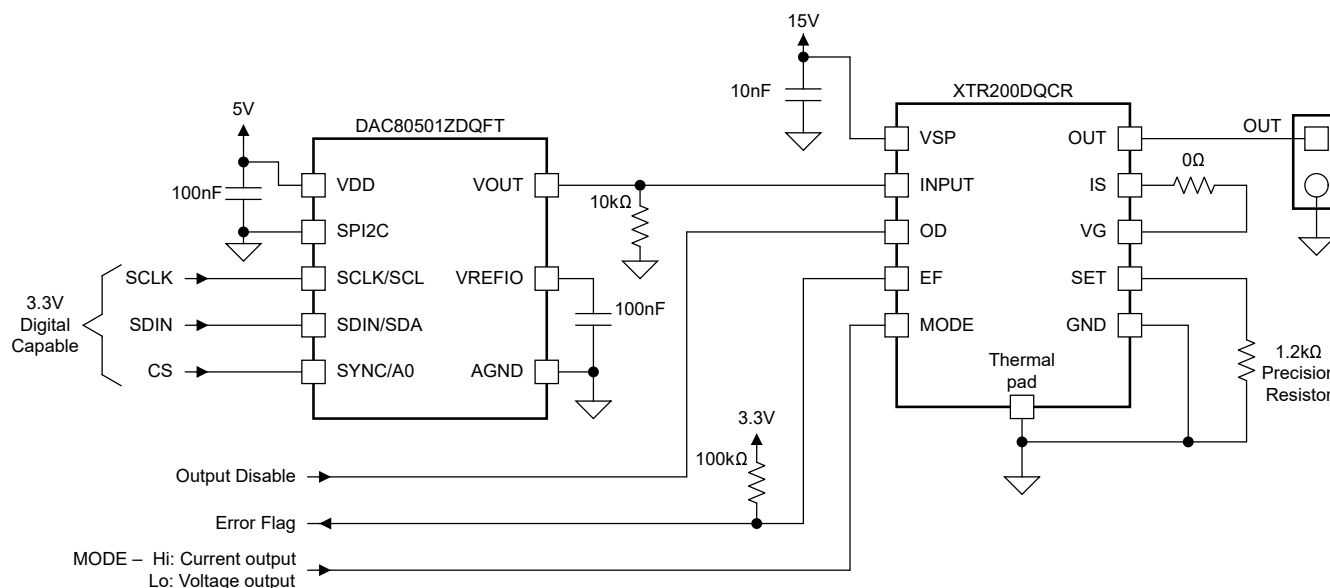 15V
10nF
XTR200DQCR
5V
DAC80501ZDQFT
100nF
VDD
SPI2C
SCLK/SCL
SDIN/SDA
SYNC/A0
VOUT
VREFIO
AGND
10kΩ
100nF
3.3V
Digital
Capable
SCLK
SDIN
CS
VSP
INPUT
OD
EF
MODE
OUT
IS
VG
SET
GND
Thermal
pad
OUT
0Ω
1.2kΩ
Precision
Resistor
3.3V
100kΩ
Output Disable
Error Flag
MODE – Hi: Current output
Lo: Voltage output